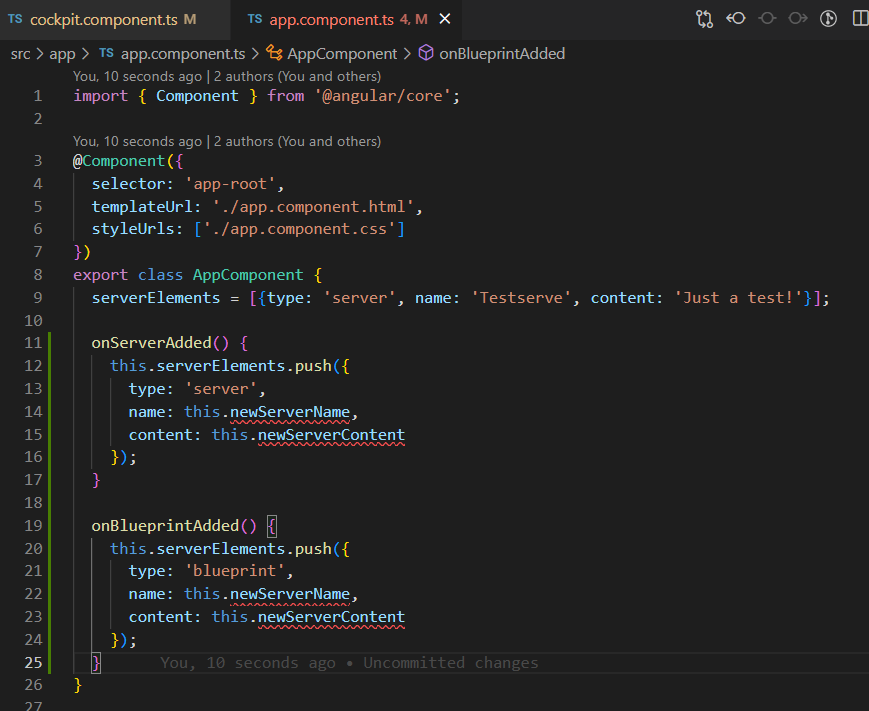 TS cockpit.component.ts M TS app.component.ts 4, M
src > app > TS app.component.ts > AppComponent > onBlueprintAdded
You, 10 seconds ago | 2 authors (You and others)
1 import { Component } from '@angular/core';
2
You, 10 seconds ago | 2 authors (You and others)
3 @Component({
4 selector: 'app-root',
5 templateUrl: './app.component.html',
6 styleUrls: ['./app.component.css']
7 })
8 export class AppComponent {
9 serverElements = [{type: 'server', name: 'Testserve', content: 'Just a test!'}];
10
11 onServerAdded() {
12 this.serverElements.push({
13 type: 'server',
14 name: this.newServerName,
15 content: this.newServerContent
16 });
17 }
18
19 onBlueprintAdded() {
20 this.serverElements.push({
21 type: 'blueprint',
22 name: this.newServerName,
23 content: this.newServerContent
24 });
25 } You, 10 seconds ago • Uncommitted changes
26 }
27